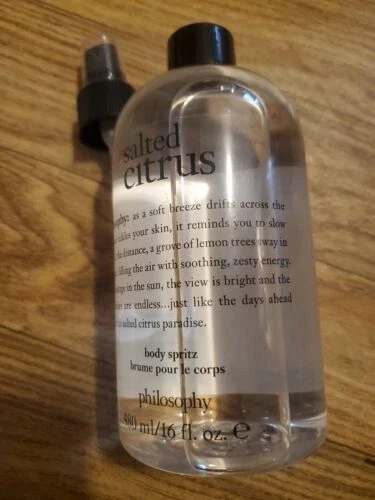 salted
citrus
as a soft breeze drifts across the
tickles your skin, it reminds you to slow
distance, a grove of lemon trees sway in
filling the air with soothing, zesty energy.
in the sun, the view is bright and the
are endless...just like the days ahead
salted citrus paradise.
body spritz
brume pour le corps
philosophy
480 ml/16 fl. oz. e